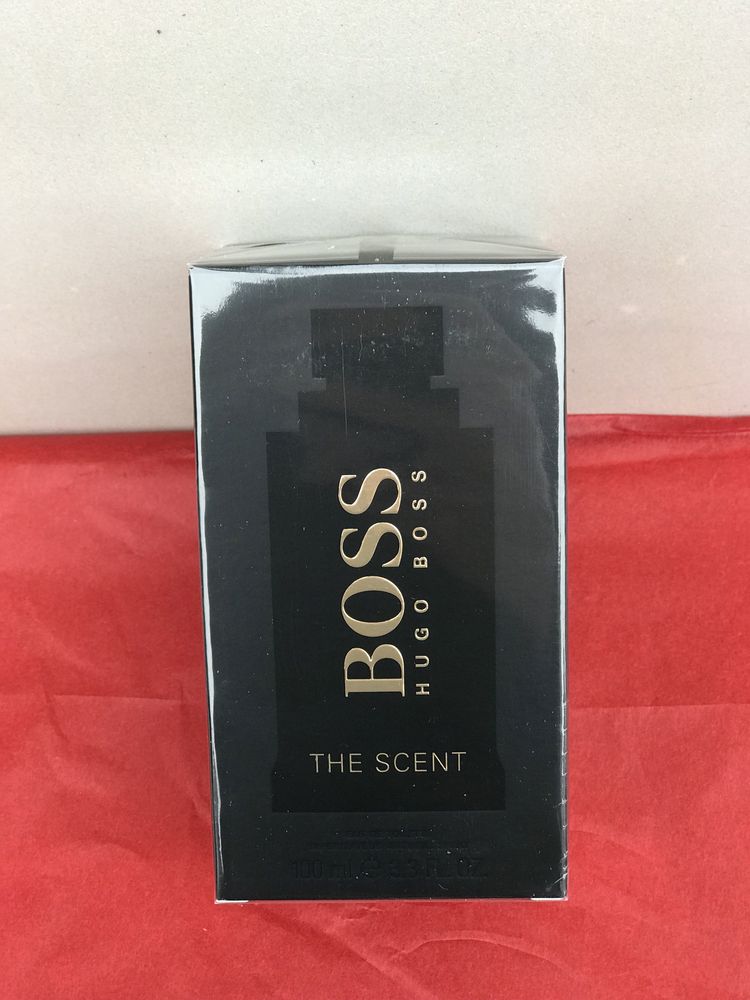 BOSS
HUGO BOSS
THE SCENT
100 ml ℮ 3.3 FL. OZ.